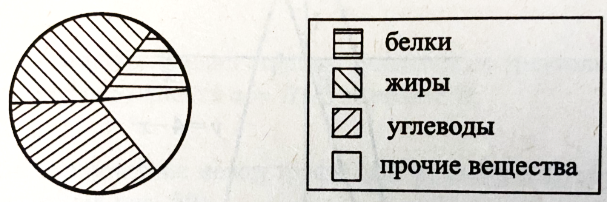 белки
жиры
углеводы
прочие вещества